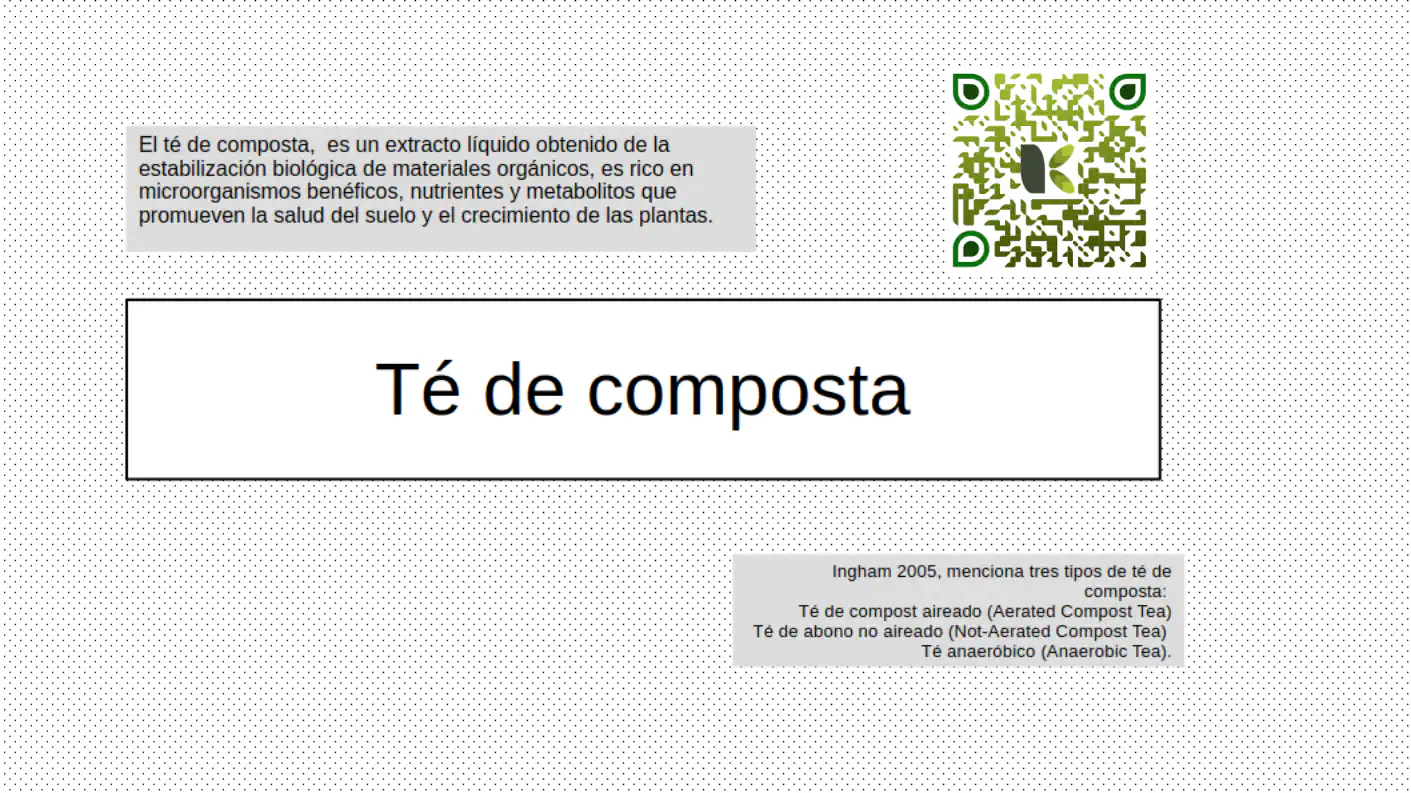 El té de composta,  es un extracto líquido obtenido de la
estabilización biológica de materiales orgánicos, es rico en
microorganismos benéficos, nutrientes y metabolitos que
promueven la salud del suelo y el crecimiento de las plantas.
Té de composta
Ingham 2005, menciona tres tipos de té de
composta:
Té de compost aireado (Aerated Compost Tea)
Té de abono no aireado (Not-Aerated Compost Tea)
Té anaeróbico (Anaerobic Tea).